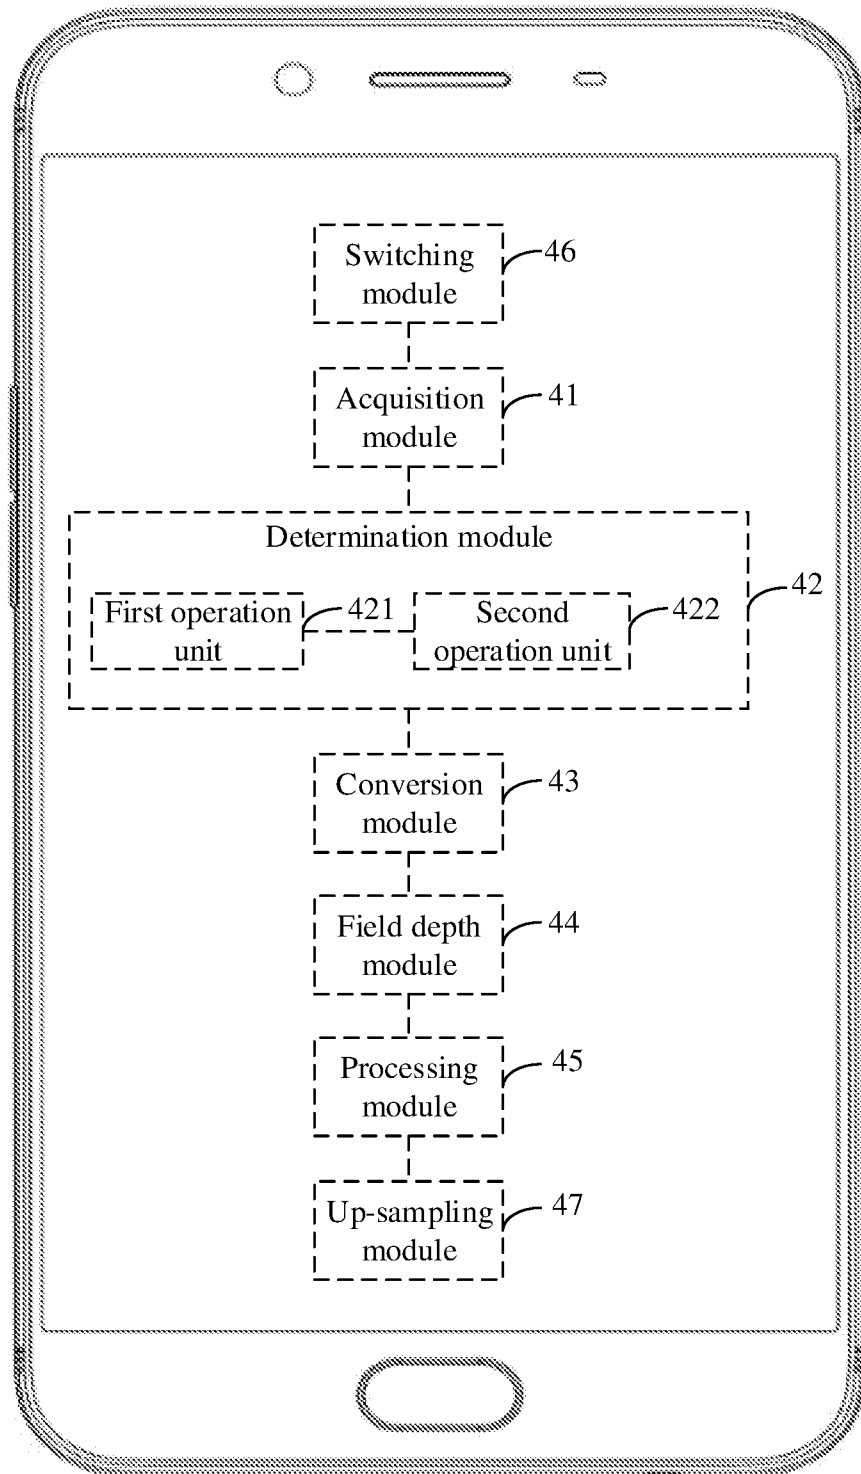 Switching
module
46
Acquisition
module
41
Determination module
42
First operation
unit
421
Second
operation unit
422
Conversion
module
43
Field depth
module
44
Processing
module
45
Up-sampling
module
47